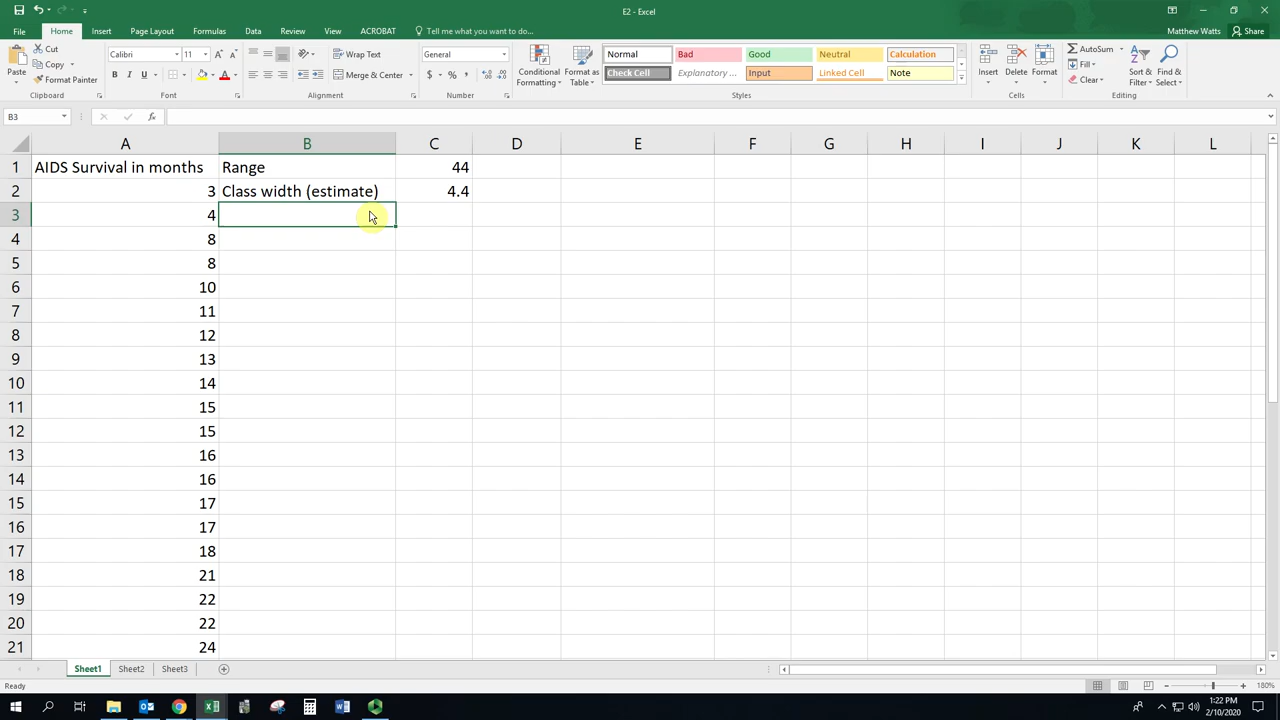 E2 - Excel
File Home Insert Page Layout Formulas Data Review View ACROBAT Tell me what you want to do... Matthew Watts Share
Paste Cut Copy Format Painter
Calibri 11
B I U
Wrap Text
Merge & Center
General
$ % ,
Conditional Formatting
Format as Table
Normal Bad Good Neutral Calculation
Check Cell Explanatory ... Input Linked Cell Note
Insert Delete Format
AutoSum
Fill
Clear
Sort & Filter
Find & Select
Clipboard Font Alignment Number Styles Cells Editing
B3 fx
A B C D E F G H I J K L
1 AIDS Survival in months Range 44
2 3 Class width (estimate) 4.4
3 4
4 8
5 8
6 10
7 11
8 12
9 13
10 14
11 15
12 15
13 16
14 16
15 17
16 17
17 18
18 21
19 22
20 22
21 24
Sheet1 Sheet2 Sheet3
Ready 180%
1:22 PM
2/10/2020